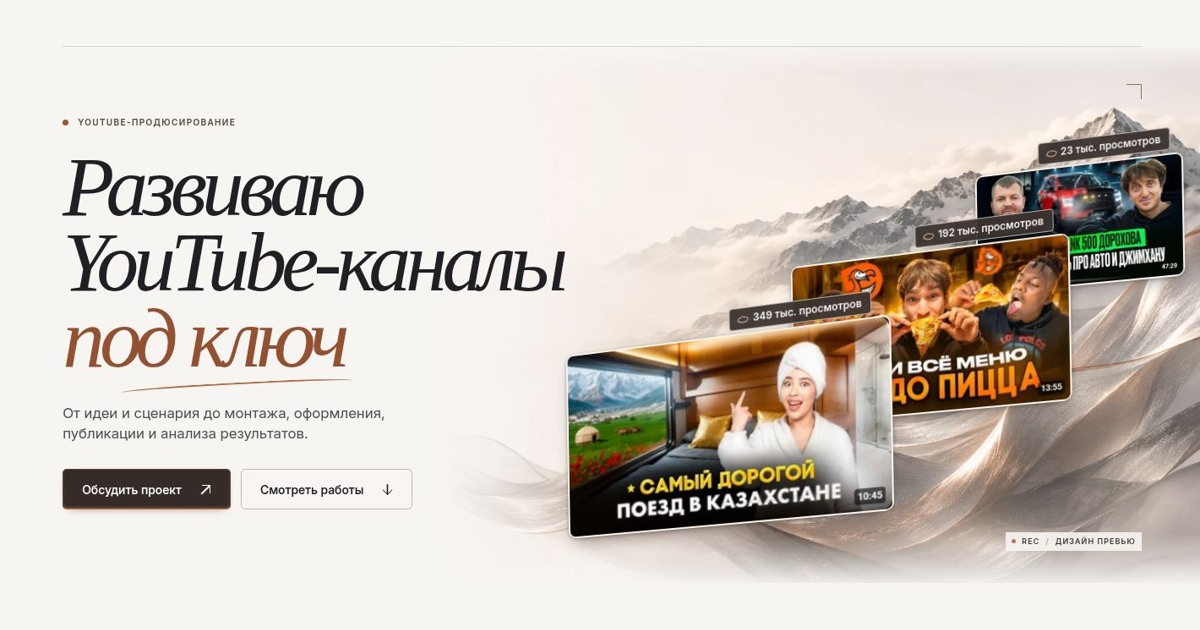 YOUTUBE-ПРОДЮСИРОВАНИЕ
Развиваю
YouTube-каналы
под ключ
От идеи и сценария до монтажа, оформления,
публикации и анализа результатов.
Обсудить проект
Смотреть работы
23 тыс. просмотров
500 ДОРОХОВА
ПРО АВТО И ДЖИМХАНУ
47:29
192 тыс. просмотров
ВСЁ МЕНЮ
ДО ПИЦЦА
13:55
349 тыс. просмотров
САМЫЙ ДОРОГОЙ
ПОЕЗД В КАЗАХСТАНЕ
10:45
REC / ДИЗАЙН ПРЕВЬЮ